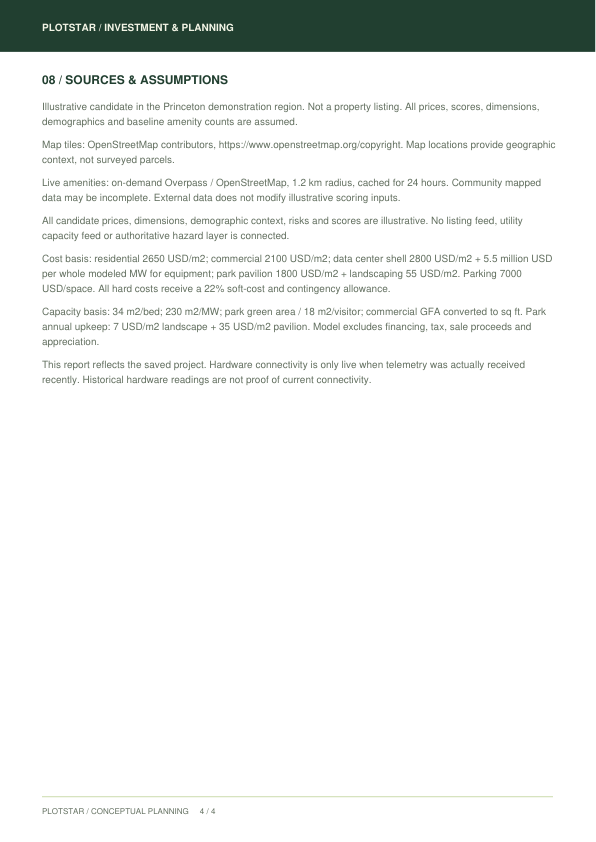 PLOTSTAR / INVESTMENT & PLANNING
08 / SOURCES & ASSUMPTIONS
Illustrative candidate in the Princeton demonstration region. Not a property listing. All prices, scores, dimensions,
demographics and baseline amenity counts are assumed.
Map tiles: OpenStreetMap contributors, https://www.openstreetmap.org/copyright. Map locations provide geographic
context, not surveyed parcels.
Live amenities: on-demand Overpass / OpenStreetMap, 1.2 km radius, cached for 24 hours. Community mapped
data may be incomplete. External data does not modify illustrative scoring inputs.
All candidate prices, dimensions, demographic context, risks and scores are illustrative. No listing feed, utility
capacity feed or authoritative hazard layer is connected.
Cost basis: residential 2650 USD/m2; commercial 2100 USD/m2; data center shell 2800 USD/m2 + 5.5 million USD
per whole modeled MW for equipment; park pavilion 1800 USD/m2 + landscaping 55 USD/m2. Parking 7000
USD/space. All hard costs receive a 22% soft-cost and contingency allowance.
Capacity basis: 34 m2/bed; 230 m2/MW; park green area / 18 m2/visitor; commercial GFA converted to sq ft. Park
annual upkeep: 7 USD/m2 landscape + 35 USD/m2 pavilion. Model excludes financing, tax, sale proceeds and
appreciation.
This report reflects the saved project. Hardware connectivity is only live when telemetry was actually received
recently. Historical hardware readings are not proof of current connectivity.
PLOTSTAR / CONCEPTUAL PLANNING 4 / 4